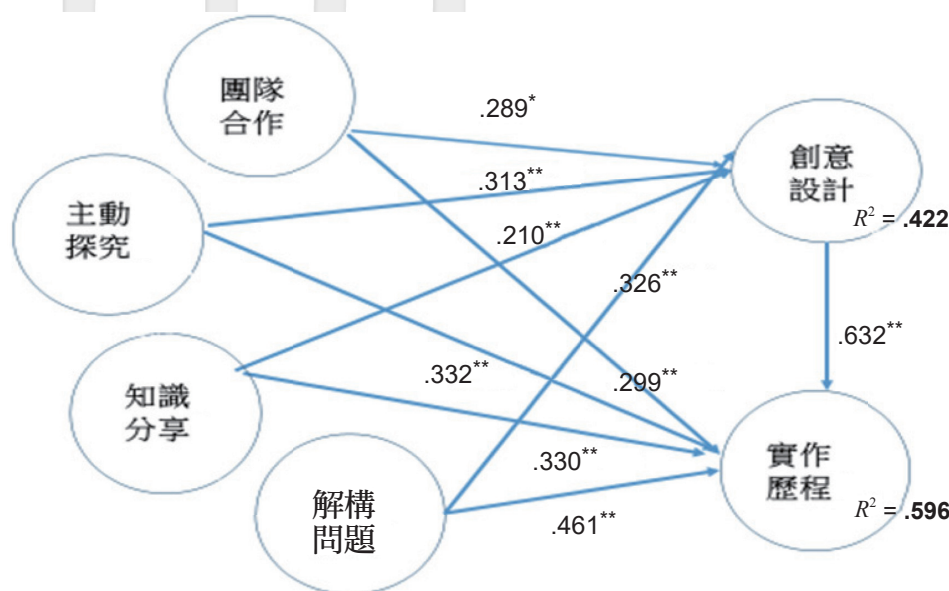 團隊
合作
.289*
創意
設計
R² = .422
.313**
主動
探究
.210**
.326**
.632**
知識
分享
.332**
.299**
.330**
實作
歷程
R² = .596
解構
問題
.461**